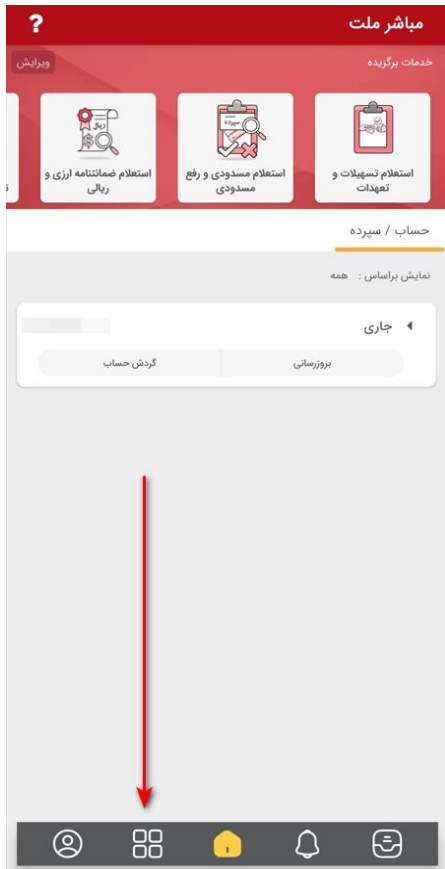 مباشر ملت
?
خدمات برگزیده
ویرایش
استعلام تسهیلات و
تعهدات
استعلام مسدودی و رفع
مسدودی
استعلام ضمانتنامه ارزی و
ریالی
حساب / سپرده
نمایش براساس : همه
جاری
بروزرسانی
گردش حساب